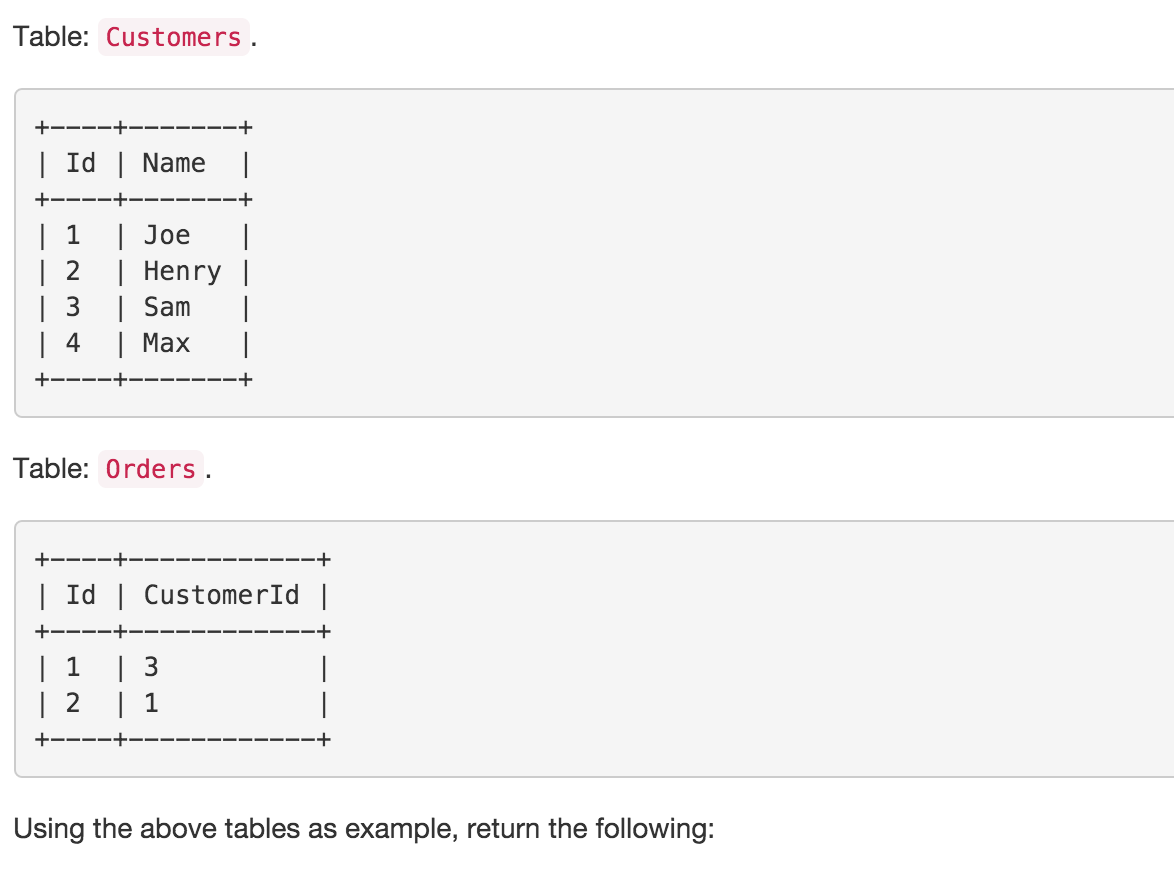 Table: Customers.
+----+-------+
| Id | Name  |
+----+-------+
| 1  | Joe   |
| 2  | Henry |
| 3  | Sam   |
| 4  | Max   |
+----+-------+
Table: Orders.
+----+------------+
| Id | CustomerId |
+----+------------+
| 1  | 3          |
| 2  | 1          |
+----+------------+
Using the above tables as example, return the following: